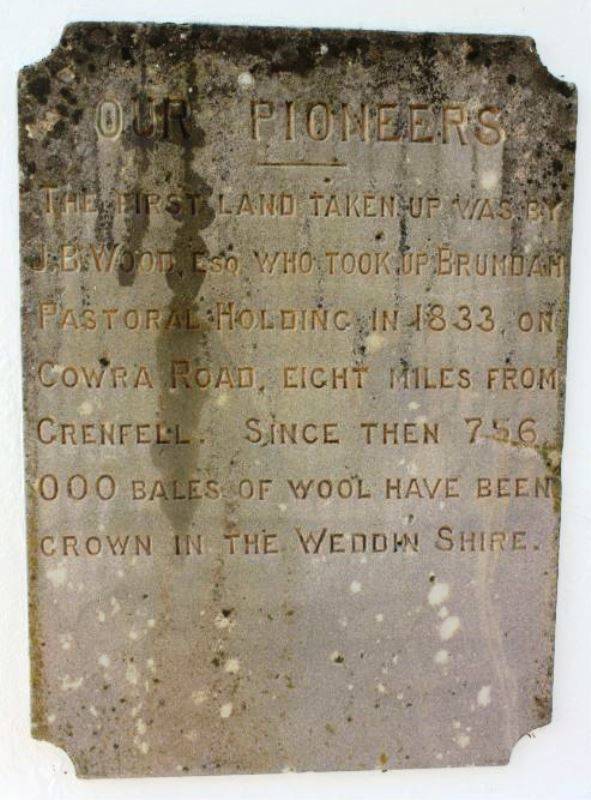 OUR PIONEERS
THE FIRST LAND TAKEN UP WAS BY
J.B. WOOD, ESQ. WHO TOOK UP BRUNDAH
PASTORAL HOLDING IN 1833, ON
COWRA ROAD, EIGHT MILES FROM
GRENFELL. SINCE THEN 756,
000 BALES OF WOOL HAVE BEEN
GROWN IN THE WEDDIN SHIRE.